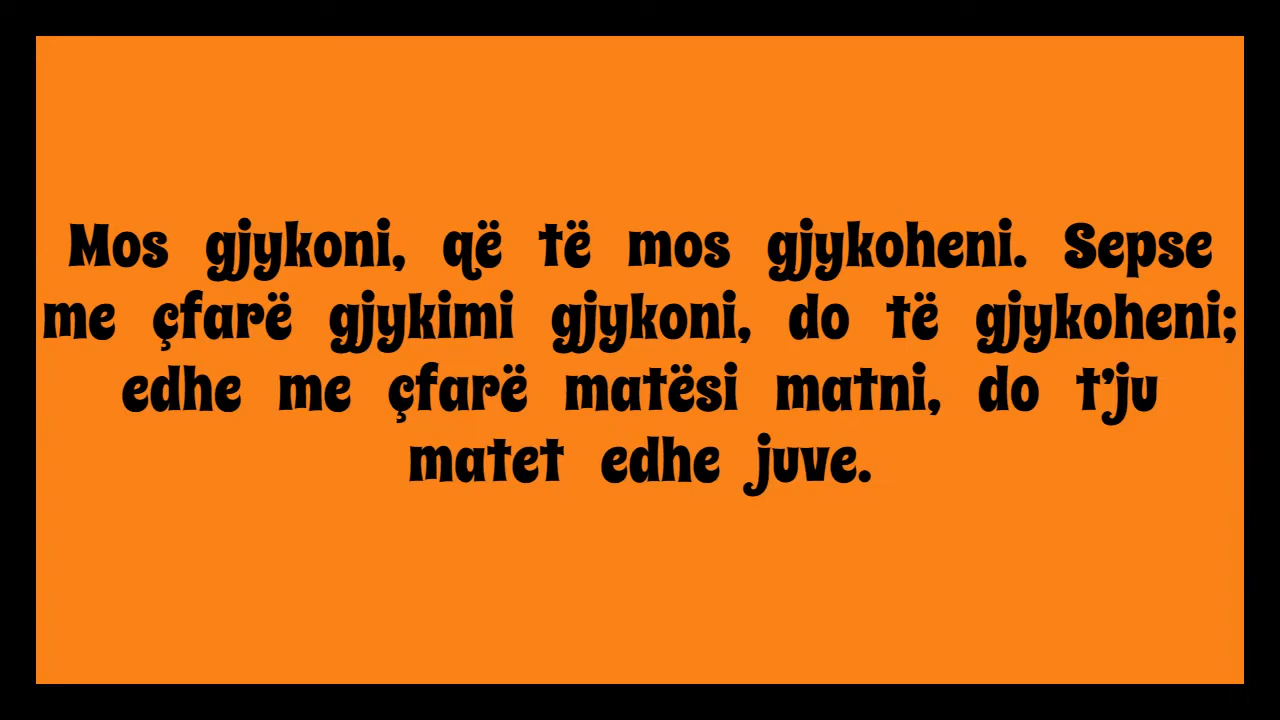 Mos gjykoni, që të mos gjykoheni. Sepse
me çfarë gjykimi gjykoni, do të gjykoheni;
edhe me çfarë matësi matni, do t'ju
matet edhe juve.